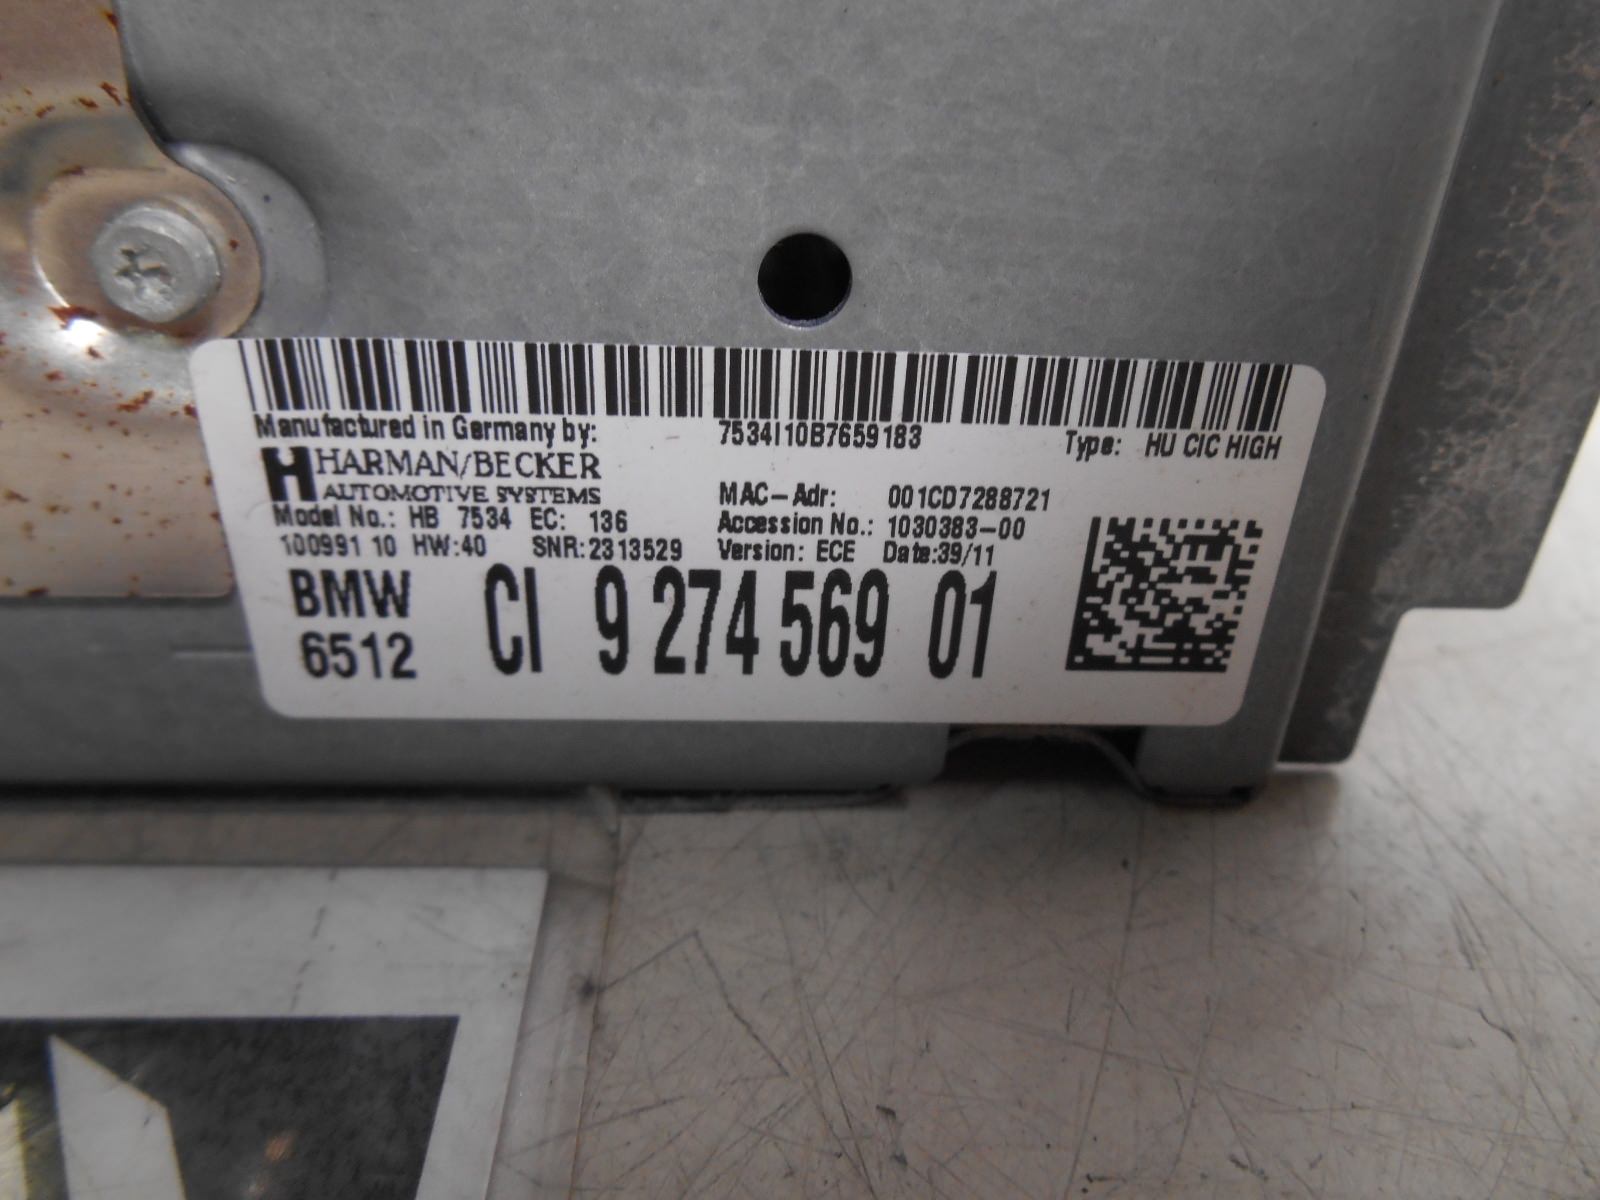 Manufactured in Germany by: 7534I10B7659183 Type: HU CIC HIGH
HARMAN/BECKER
AUTOMOTIVE SYSTEMS MAC-Adr: 001CD7288721
Model No.: HB 7534 EC: 136 Accession No.: 1030383-00
100991 10 HW:40 SNR:2313529 Version: ECE Date:39/11
BMW CI 9 274 569 01
6512